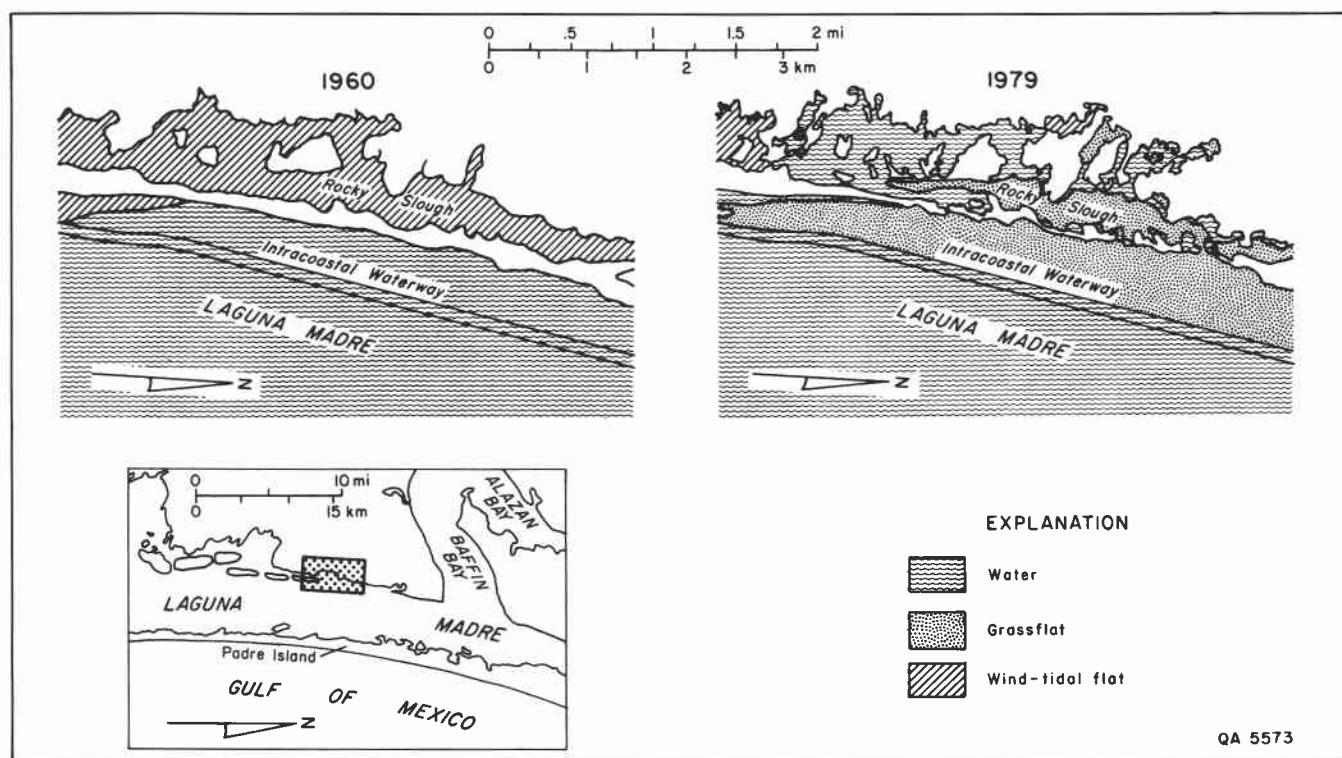 0 .5 1 1.5 2 mi
0 1 2 3 km
1960
Rocky Slough
Intracoastal Waterway
LAGUNA MADRE
N
1979
Rocky Slough
Intracoastal Waterway
LAGUNA MADRE
N
0 10 mi
0 15 km
ALAZAN BAY
BAFFIN BAY
LAGUNA MADRE
Padre Island
GULF OF MEXICO
N
EXPLANATION
Water
Grassflat
Wind-tidal flat
QA 5573